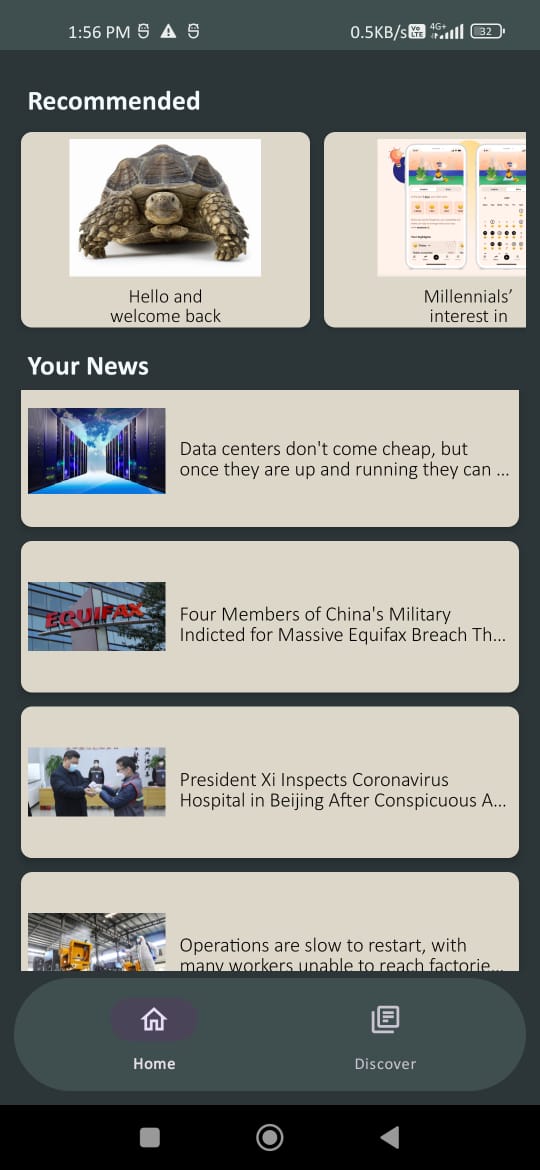 1:56 PM
0.5KB/s Vo LTE 4G+ 32
Recommended
Hello and
welcome back
Millennials’
interest in
Your News
Data centers don't come cheap, but
once they are up and running they can ...
EQUIFAX
Four Members of China's Military
Indicted for Massive Equifax Breach Th...
President Xi Inspects Coronavirus
Hospital in Beijing After Conspicuous A...
Operations are slow to restart, with
many workers unable to reach factorie...
Home
Discover